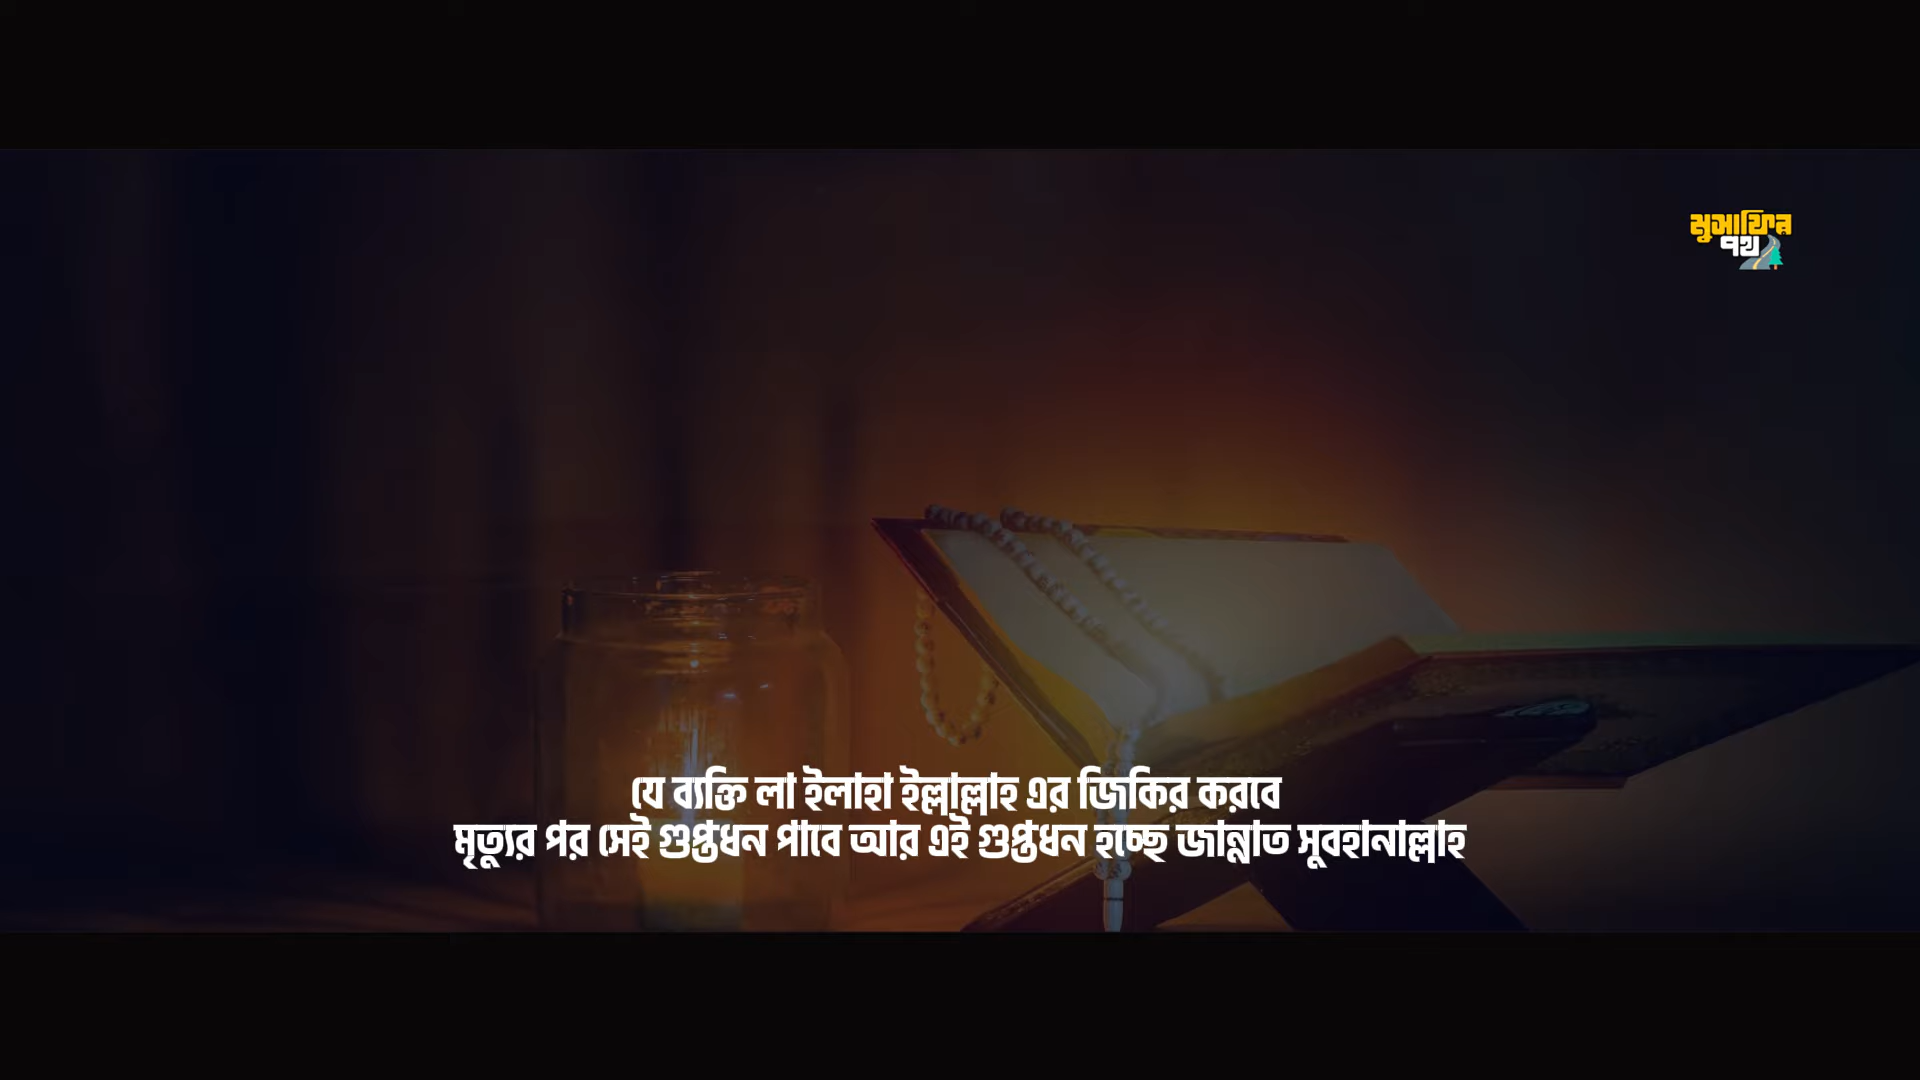 মুসাফির
পথ
যে ব্যক্তি লা ইলাহা ইল্লাল্লাহ এর জিকির করবে
মৃত্যুর পর সেই গুপ্তধন পাবে আর এই গুপ্তধন হচ্ছে জান্নাত সুবহানাল্লাহ